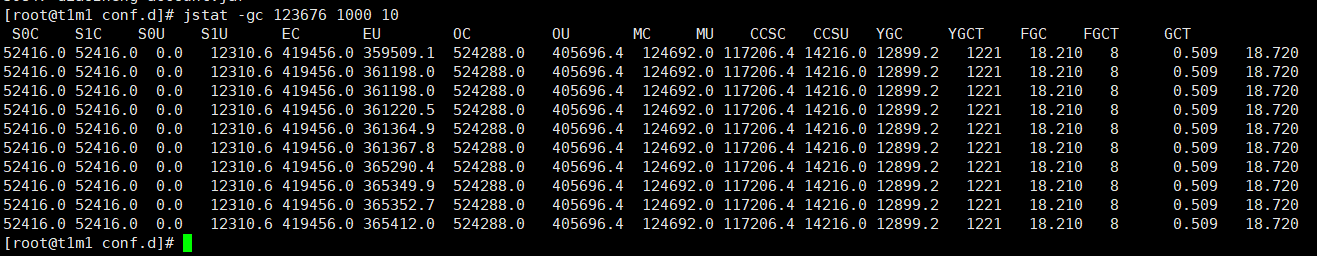 [root@t1m1 conf.d]# jstat -gc 123676 1000 10
S0C S1C S0U S1U EC EU OC OU MC MU CCSC CCSU YGC YGCT FGC FGCT GCT
52416.0 52416.0 0.0 12310.6 419456.0 359509.1 524288.0 405696.4 124692.0 117206.4 14216.0 12899.2 1221 18.210 8 0.509 18.720
52416.0 52416.0 0.0 12310.6 419456.0 361198.0 524288.0 405696.4 124692.0 117206.4 14216.0 12899.2 1221 18.210 8 0.509 18.720
52416.0 52416.0 0.0 12310.6 419456.0 361198.0 524288.0 405696.4 124692.0 117206.4 14216.0 12899.2 1221 18.210 8 0.509 18.720
52416.0 52416.0 0.0 12310.6 419456.0 361220.5 524288.0 405696.4 124692.0 117206.4 14216.0 12899.2 1221 18.210 8 0.509 18.720
52416.0 52416.0 0.0 12310.6 419456.0 361364.9 524288.0 405696.4 124692.0 117206.4 14216.0 12899.2 1221 18.210 8 0.509 18.720
52416.0 52416.0 0.0 12310.6 419456.0 361367.8 524288.0 405696.4 124692.0 117206.4 14216.0 12899.2 1221 18.210 8 0.509 18.720
52416.0 52416.0 0.0 12310.6 419456.0 365290.4 524288.0 405696.4 124692.0 117206.4 14216.0 12899.2 1221 18.210 8 0.509 18.720
52416.0 52416.0 0.0 12310.6 419456.0 365349.9 524288.0 405696.4 124692.0 117206.4 14216.0 12899.2 1221 18.210 8 0.509 18.720
52416.0 52416.0 0.0 12310.6 419456.0 365352.7 524288.0 405696.4 124692.0 117206.4 14216.0 12899.2 1221 18.210 8 0.509 18.720
52416.0 52416.0 0.0 12310.6 419456.0 365412.0 524288.0 405696.4 124692.0 117206.4 14216.0 12899.2 1221 18.210 8 0.509 18.720
[root@t1m1 conf.d]#